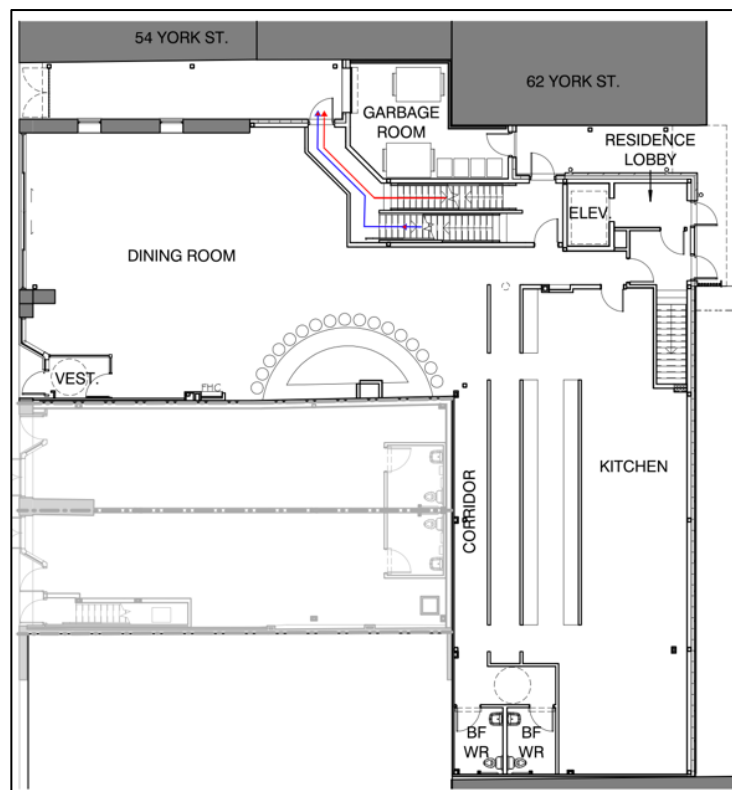 54 YORK ST.
62 YORK ST.
GARBAGE
ROOM
RESIDENCE
LOBBY
ELEV.
DINING ROOM
VEST.
FHC
CORRIDOR
KITCHEN
BF
WR
BF
WR